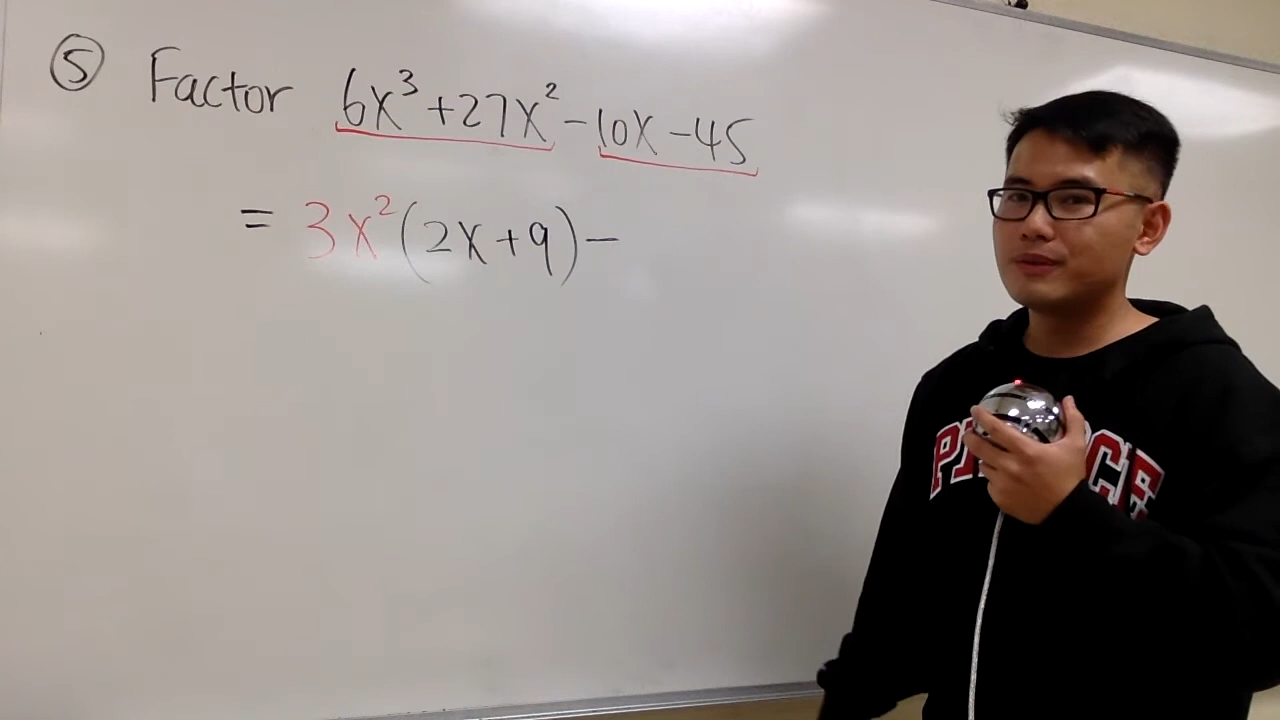 ⑤ Factor 6x³+27x²-10x-45
= 3x²(2x+9)-